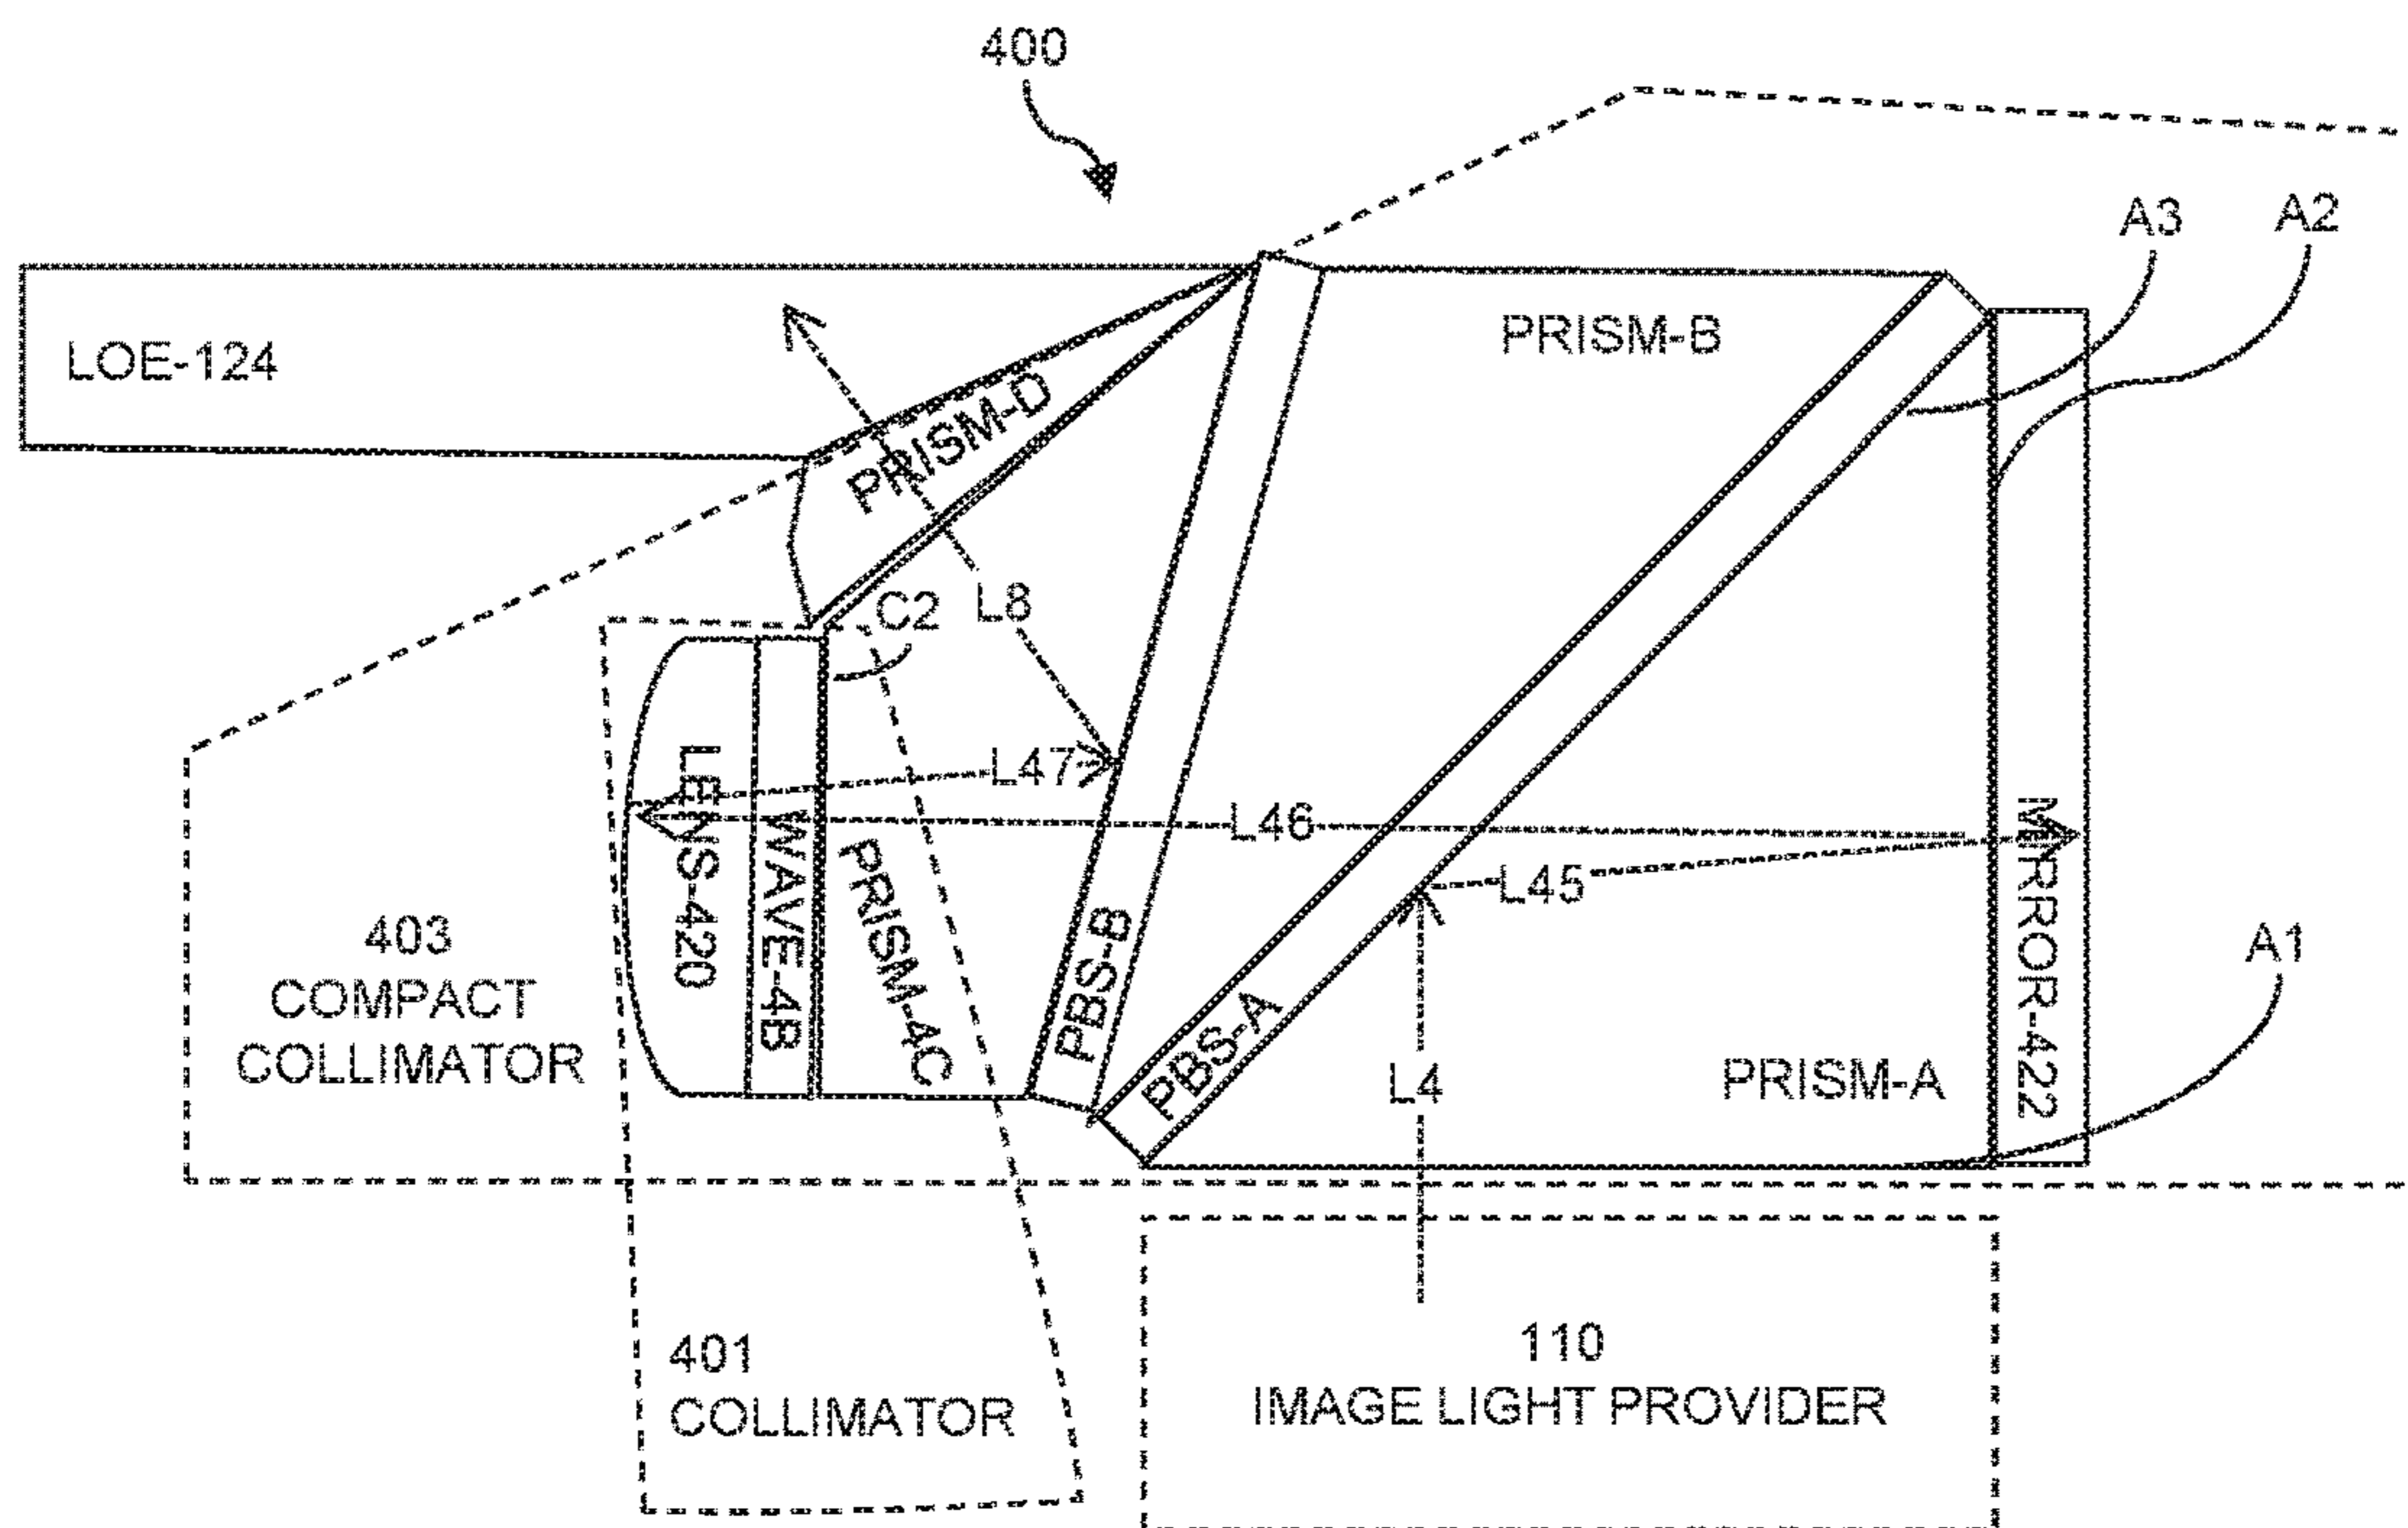 400
A3
A2
LOE-124
PRISM-B
PRISM-D
C2
L8
L47
L46
L45
LENS-420
WAVE-4B
PRISM-4C
PBS-B
PBS-A
L4
PRISM-A
MIRROR-422
A1
403
COMPACT
COLLIMATOR
401
COLLIMATOR
110
IMAGE LIGHT PROVIDER